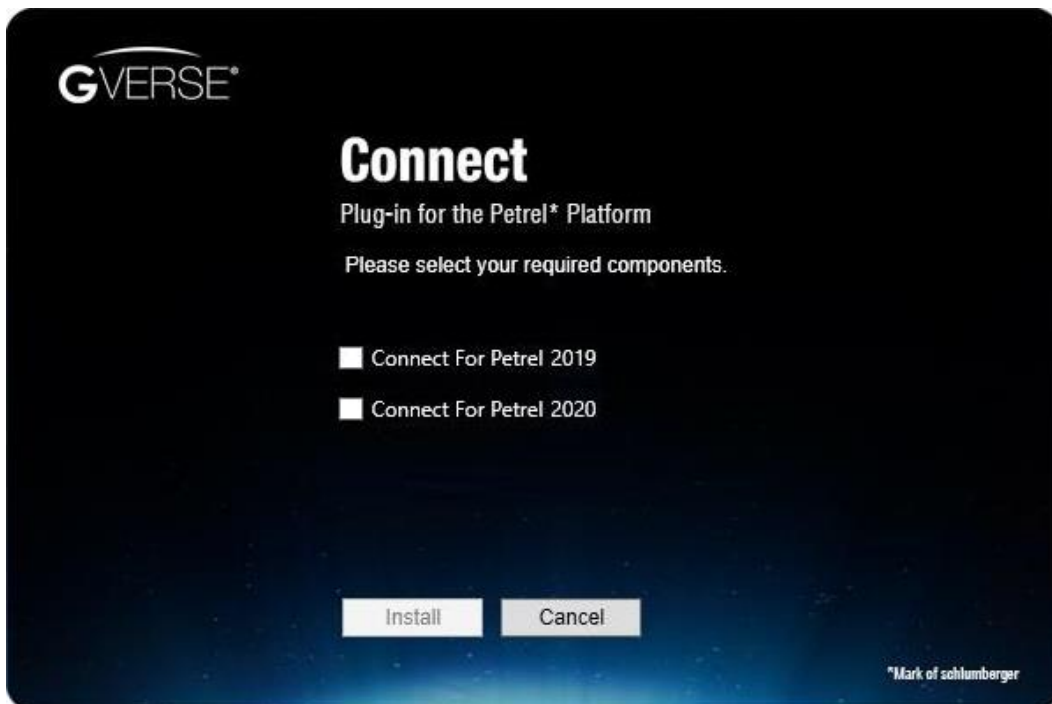 GVERSE®
Connect
Plug-in for the Petrel* Platform
Please select your required components.
Connect For Petrel 2019
Connect For Petrel 2020
Install Cancel
*Mark of schlumberger